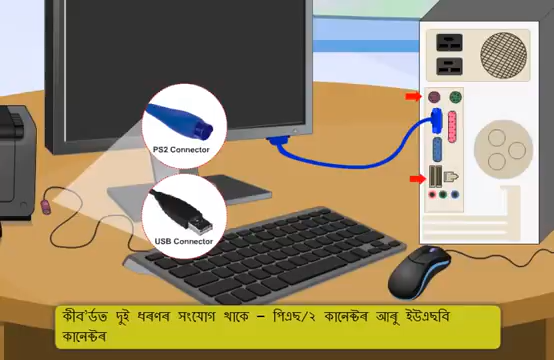 PS2 Connector
USB Connector
কীব'ৰ্ডত দুই ধৰণৰ সংযোগ থাকে – পিএছ/২ কানেক্টৰ আৰু ইউএছবি
কানেক্টৰ